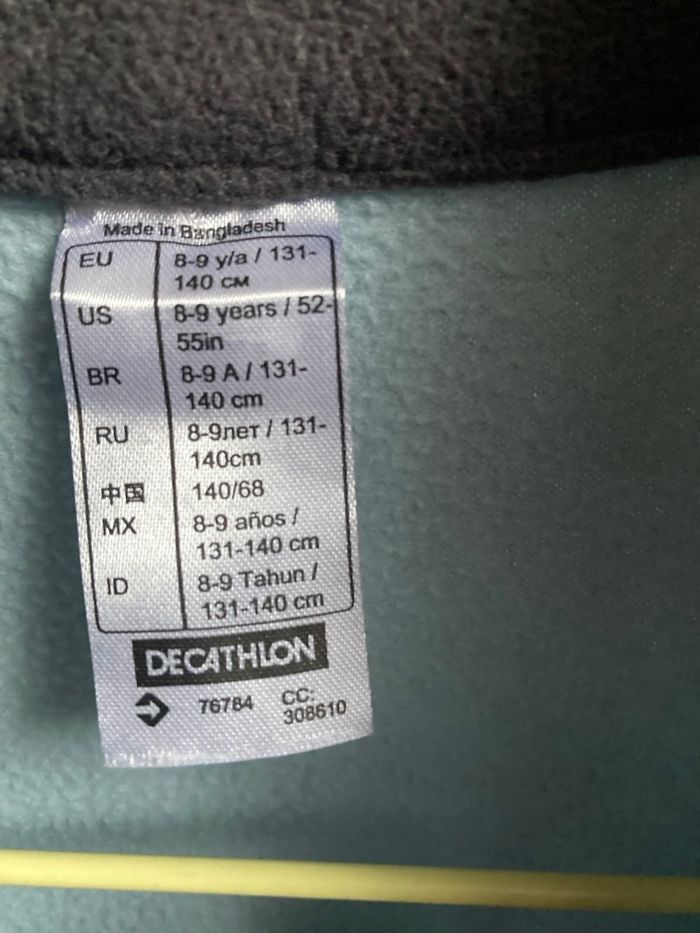 Made in Bangladesh
EU 8-9 y/a / 131-
140 см
US 8-9 years / 52-
55in
BR 8-9 A / 131-
140 cm
RU 8-9лет / 131-
140cm
中国 140/68
MX 8-9 años /
131-140 cm
ID 8-9 Tahun /
131-140 cm
DECATHLON
76784 CC:
308610